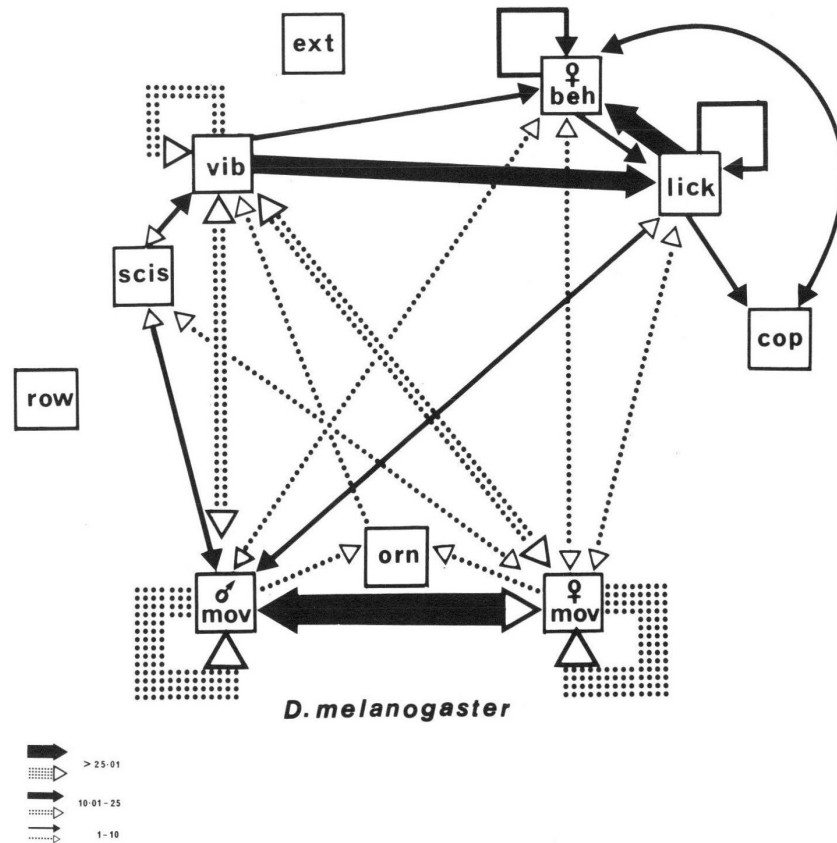 ext
♀
beh
vib
lick
scis
cop
row
orn
♂
mov
♀
mov
D. melanogaster
> 25·01
10·01 – 25
1 – 10